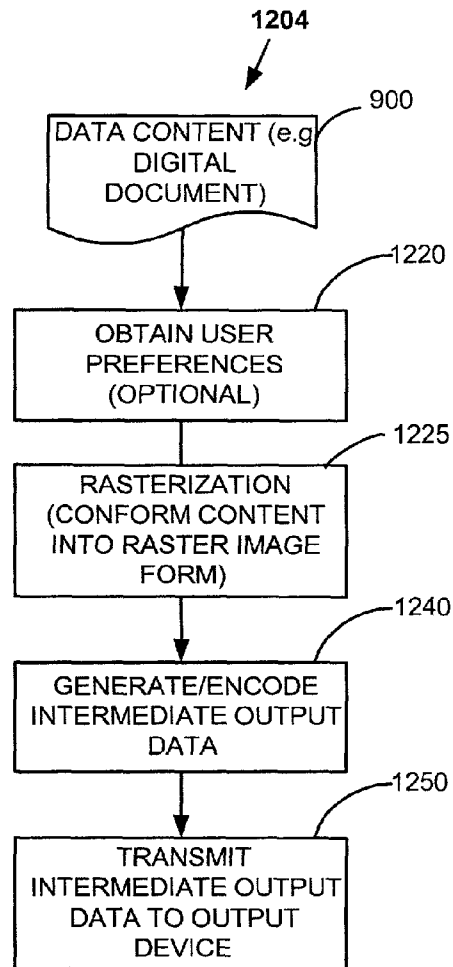 1204
900
DATA CONTENT (e.g
DIGITAL
DOCUMENT)
1220
OBTAIN USER
PREFERENCES
(OPTIONAL)
1225
RASTERIZATION
(CONFORM CONTENT
INTO RASTER IMAGE
FORM)
1240
GENERATE/ENCODE
INTERMEDIATE OUTPUT
DATA
1250
TRANSMIT
INTERMEDIATE OUTPUT
DATA TO OUTPUT
DEVICE